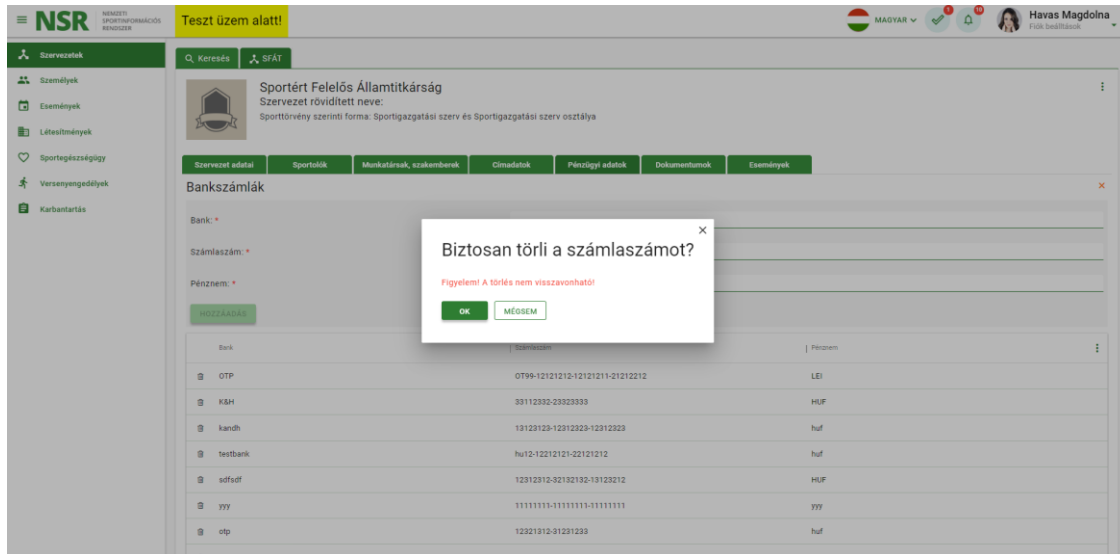 NSR
NEMZETI
SPORTINFORMÁCIÓS
RENDSZER
Teszt üzem alatt!
MAGYAR
Havas Magdolna
Fiók beállítások
Szervezetek
Személyek
Események
Létesítmények
Sportegészségügy
Versenyengedélyek
Karbantartás
Keresés
SFÁT
Sportért Felelős Államtitkárság
Szervezet rövidített neve:
Sporttörvény szerinti forma: Sportigazgatási szerv és Sportigazgatási szerv osztálya
Szervezet adatai Sportolók Munkatársak, szakemberek Címadatok Pénzügyi adatok Dokumentumok Események
Bankszámlák
Bank: *
Számlaszám: *
Pénznem: *
HOZZÁADÁS
Biztosan törli a számlaszámot?
Figyelem! A törlés nem visszavonható!
OK MÉGSEM
Bank Számlaszám Pénznem
OTP OT99-12121212-12121211-21212212 LEI
K&H 33112332-23323333 HUF
kandh 13123123-12312323-12312323 huf
testbank hu12-12212121-22121212 huf
sdfsdf 12312312-32132132-13123212 HUF
yyy 11111111-11111111-11111111 yyy
otp 12321312-31231233 huf